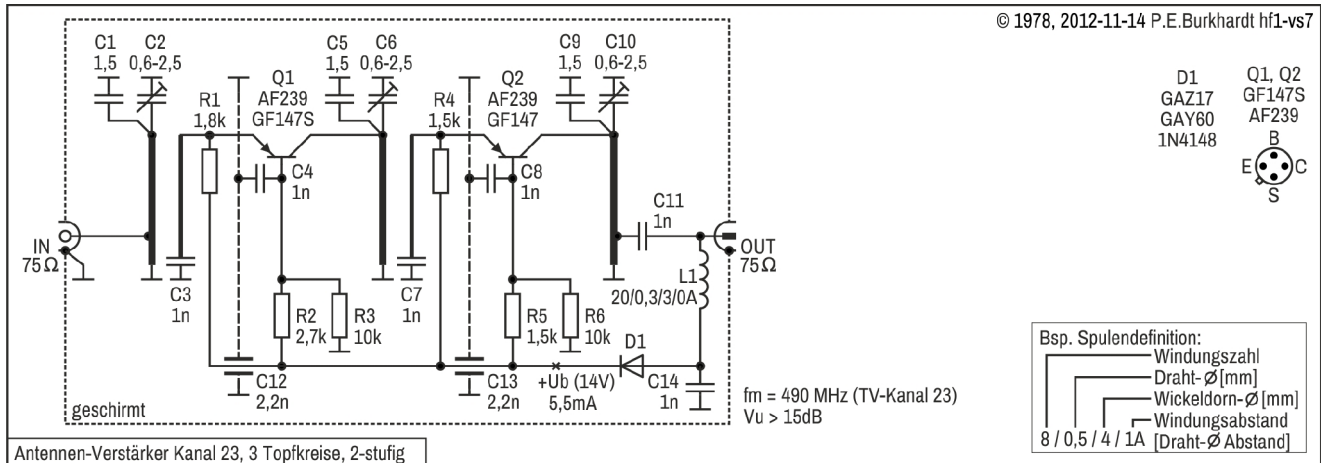 © 1978, 2012-11-14 P.E.Burkhardt hf1-vs7
C1
1,5
C2
0,6-2,5
C5
1,5
C6
0,6-2,5
C9
1,5
C10
0,6-2,5
R1
1,8k
Q1
AF239
GF147S
R4
1,5k
Q2
AF239
GF147
D1
GAZ17
GAY60
1N4148
Q1, Q2
GF147S
AF239
B
E
C
S
C4
1n
C8
1n
C11
1n
IN
75Ω
OUT
75Ω
C3
1n
C7
1n
L1
20/0,3/3/0A
R2
2,7k
R3
10k
R5
1,5k
R6
10k
D1
C12
2,2n
C13
2,2n
+Ub (14V)
5,5mA
C14
1n
geschirmt
fm = 490 MHz (TV-Kanal 23)
Vu > 15dB
Bsp. Spulendefinition:
Windungszahl
Draht-Ø [mm]
Wickeldorn-Ø [mm]
Windungsabstand
8 / 0,5 / 4 / 1A [Draht-Ø Abstand]
Antennen-Verstärker Kanal 23, 3 Topfkreise, 2-stufig